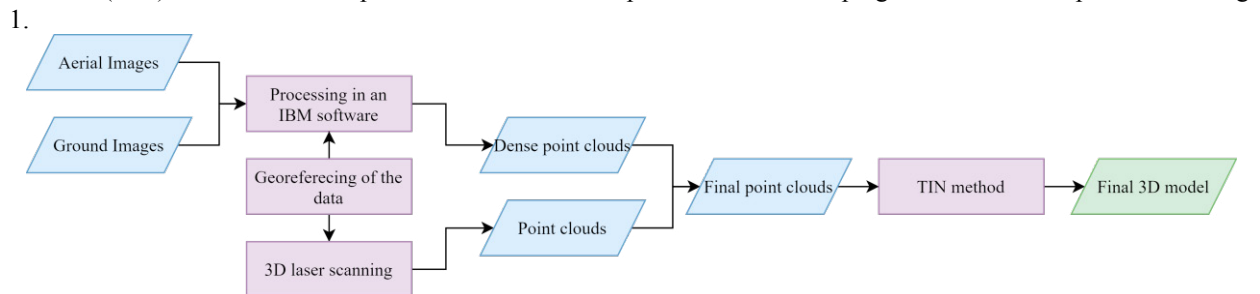 1.
Aerial Images
Ground Images
Processing in an
IBM software
Georeferecing of the
data
3D laser scanning
Dense point clouds
Point clouds
Final point clouds
TIN method
Final 3D model